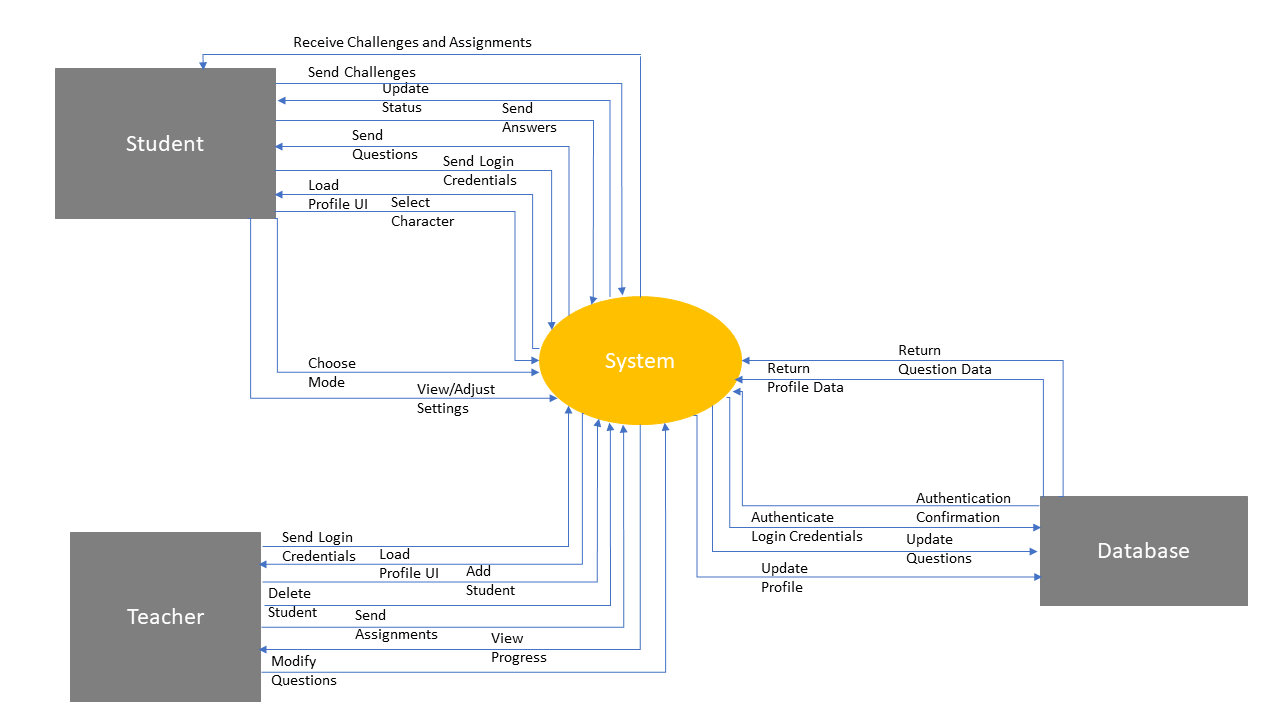 Receive Challenges and Assignments
Send Challenges
Update
Status
Send
Answers
Student
Send
Questions
Send Login
Credentials
Load
Profile UI
Select
Character
System
Choose
Mode
View/Adjust
Settings
Return
Question Data
Return
Profile Data
Authentication
Confirmation
Authenticate
Login Credentials
Update
Questions
Database
Update
Profile
Send Login
Credentials
Load
Profile UI
Add
Student
Delete
Student
Teacher
Send
Assignments
View
Progress
Modify
Questions